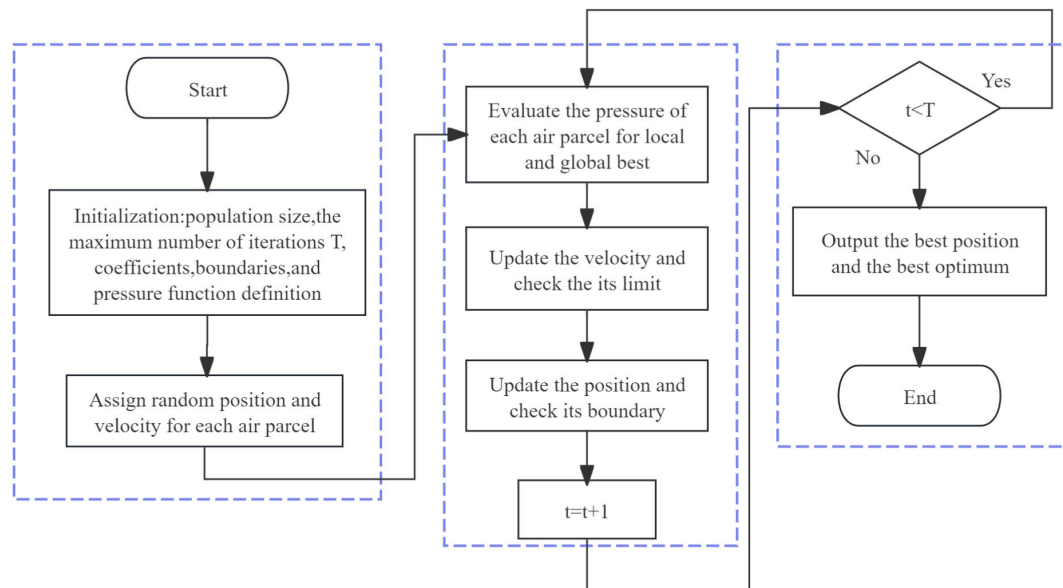 Start
Initialization:population size,the
maximum number of iterations T,
coefficients,boundaries,and
pressure function definition
Assign random position and
velocity for each air parcel
Evaluate the pressure of
each air parcel for local
and global best
Update the velocity and
check the its limit
Update the position and
check its boundary
t=t+1
t<T
Yes
No
Output the best position
and the best optimum
End